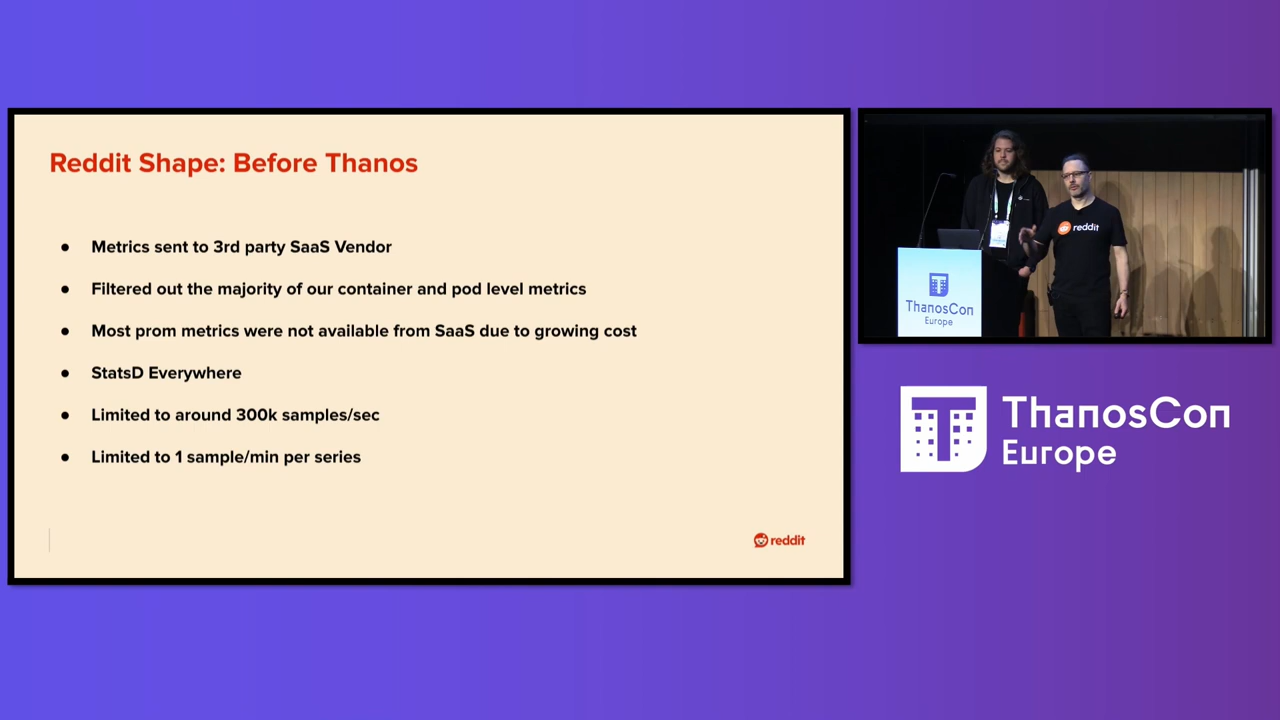 Reddit Shape: Before Thanos
● Metrics sent to 3rd party SaaS Vendor
● Filtered out the majority of our container and pod level metrics
● Most prom metrics were not available from SaaS due to growing cost
● StatsD Everywhere
● Limited to around 300k samples/sec
● Limited to 1 sample/min per series
reddit
reddit
ThanosCon
Europe
ThanosCon
Europe